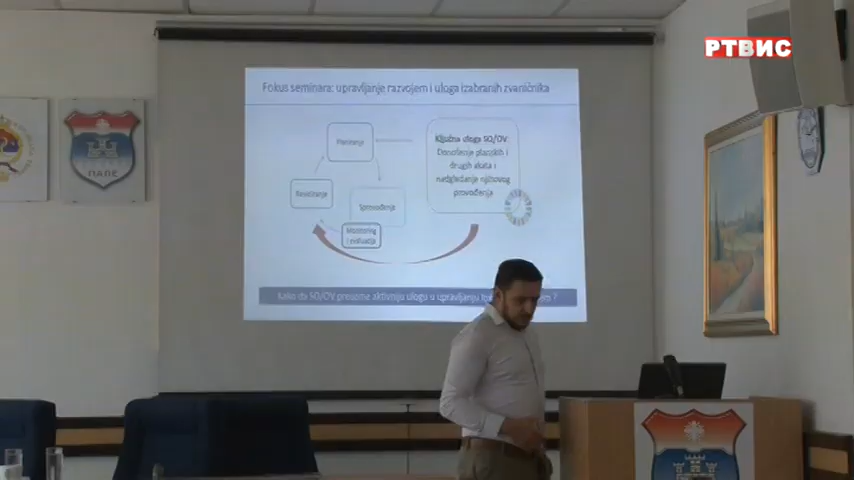 РТВИС
Fokus seminara: upravljanje razvojem i uloga izabranih zvaničnika
Planiranje
Ključna uloga SO/OV
Donošenje planskih i
drugih akata i
nadgledanje njihovog
provođenja
Revidiranje
Sprovođenje
Monitoring
i evaluacija
Kako da SO/OV preuzme aktivniju ulogu u upravljanju
?
ПАЛЕ